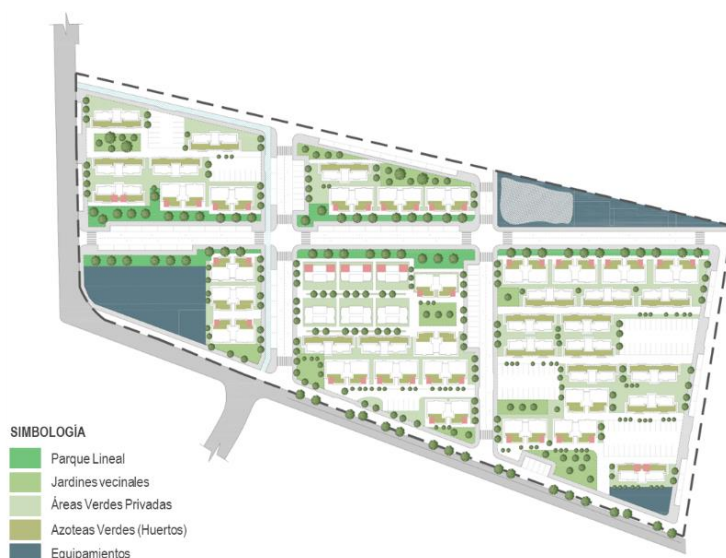 SIMBOLOGÍA
Parque Lineal
Jardines vecinales
Áreas Verdes Privadas
Azoteas Verdes (Huertos)
Equipamientos